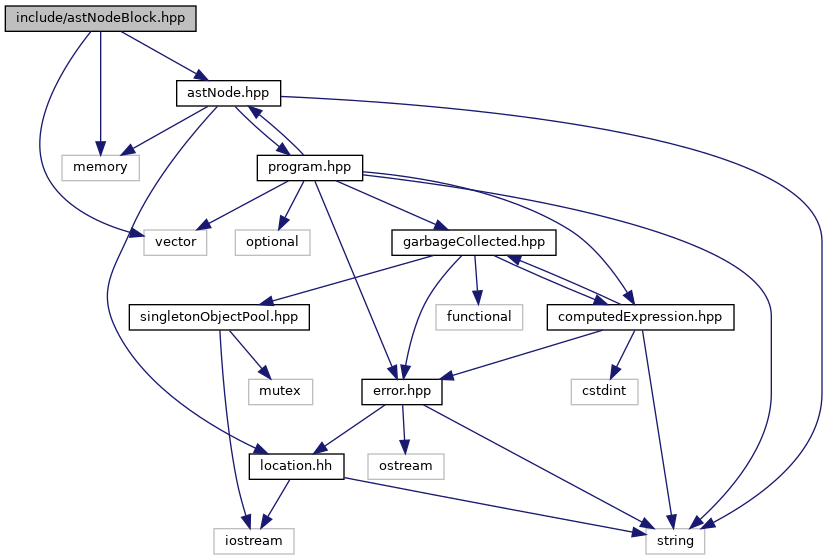 include/astNodeBlock.hpp
astNode.hpp
memory
program.hpp
vector
optional
garbageCollected.hpp
singletonObjectPool.hpp
functional
computedExpression.hpp
mutex
error.hpp
cstdint
location.hh
ostream
iostream
string